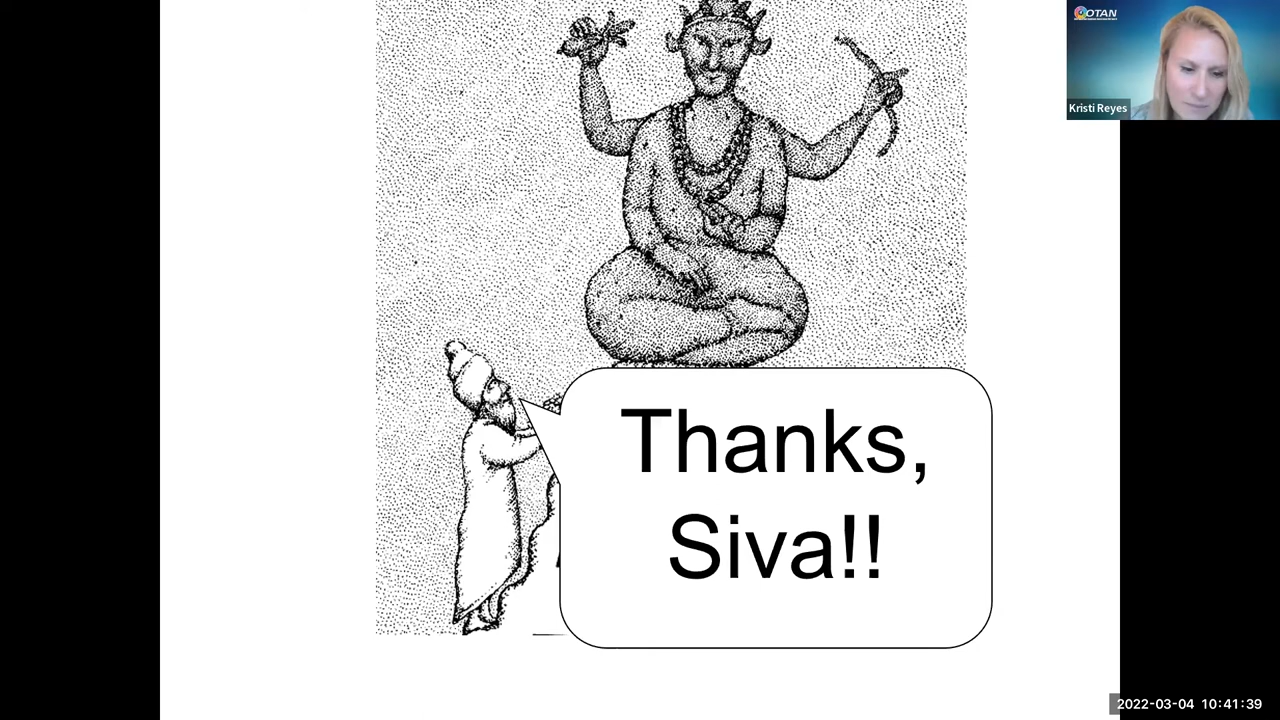 OTAN
Kristi Reyes
Thanks,
Siva!!
2022-03-04 10:41:39